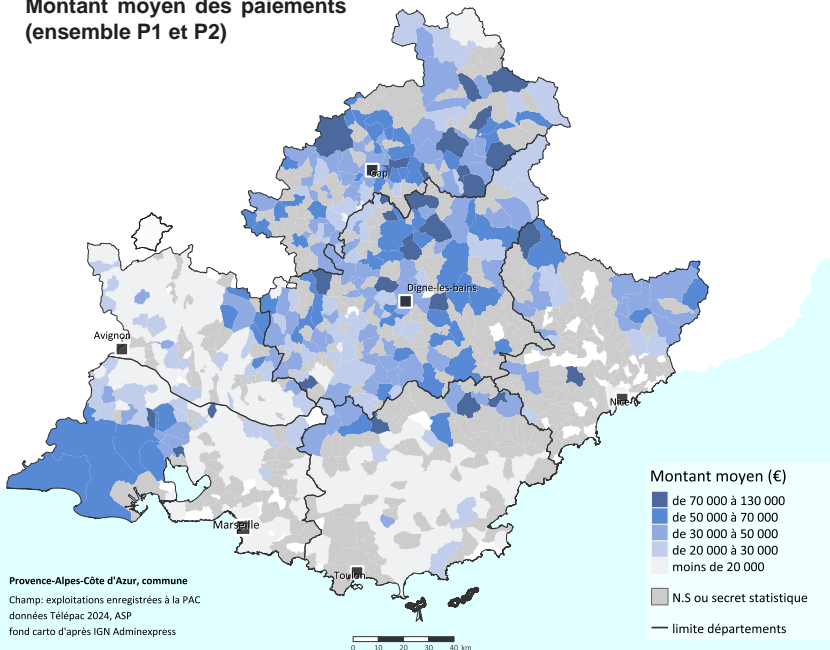 Montant moyen des paiements
(ensemble P1 et P2)
Gap
Digne-les-bains
Avignon
Nice
Marseille
Toulon
Montant moyen (€)
de 70 000 à 130 000
de 50 000 à 70 000
de 30 000 à 50 000
de 20 000 à 30 000
moins de 20 000
N.S ou secret statistique
limite départements
Provence-Alpes-Côte d'Azur, commune
Champ: exploitations enregistrées à la PAC
données Télépac 2024, ASP
fond carto d'après IGN Adminexpress
0 10 20 30 40 km